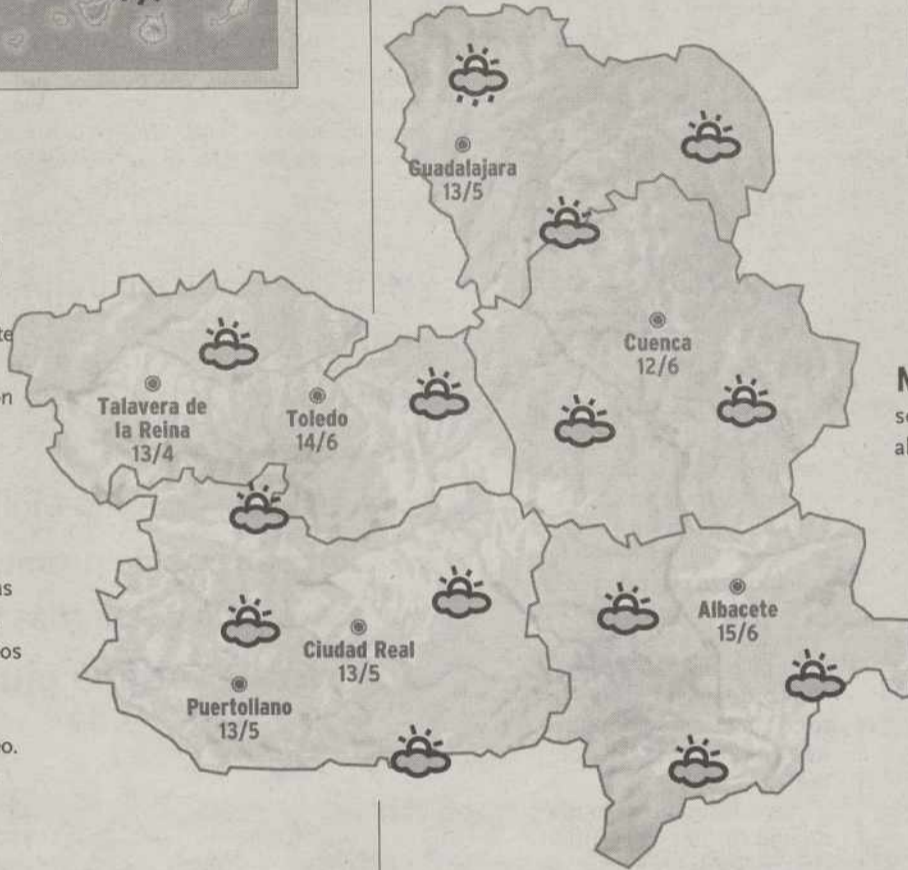 Guadalajara
13/5
Cuenca
12/6
Talavera de
la Reina
13/4
Toledo
14/6
Albacete
15/6
Ciudad Real
13/5
Puertollano
13/5